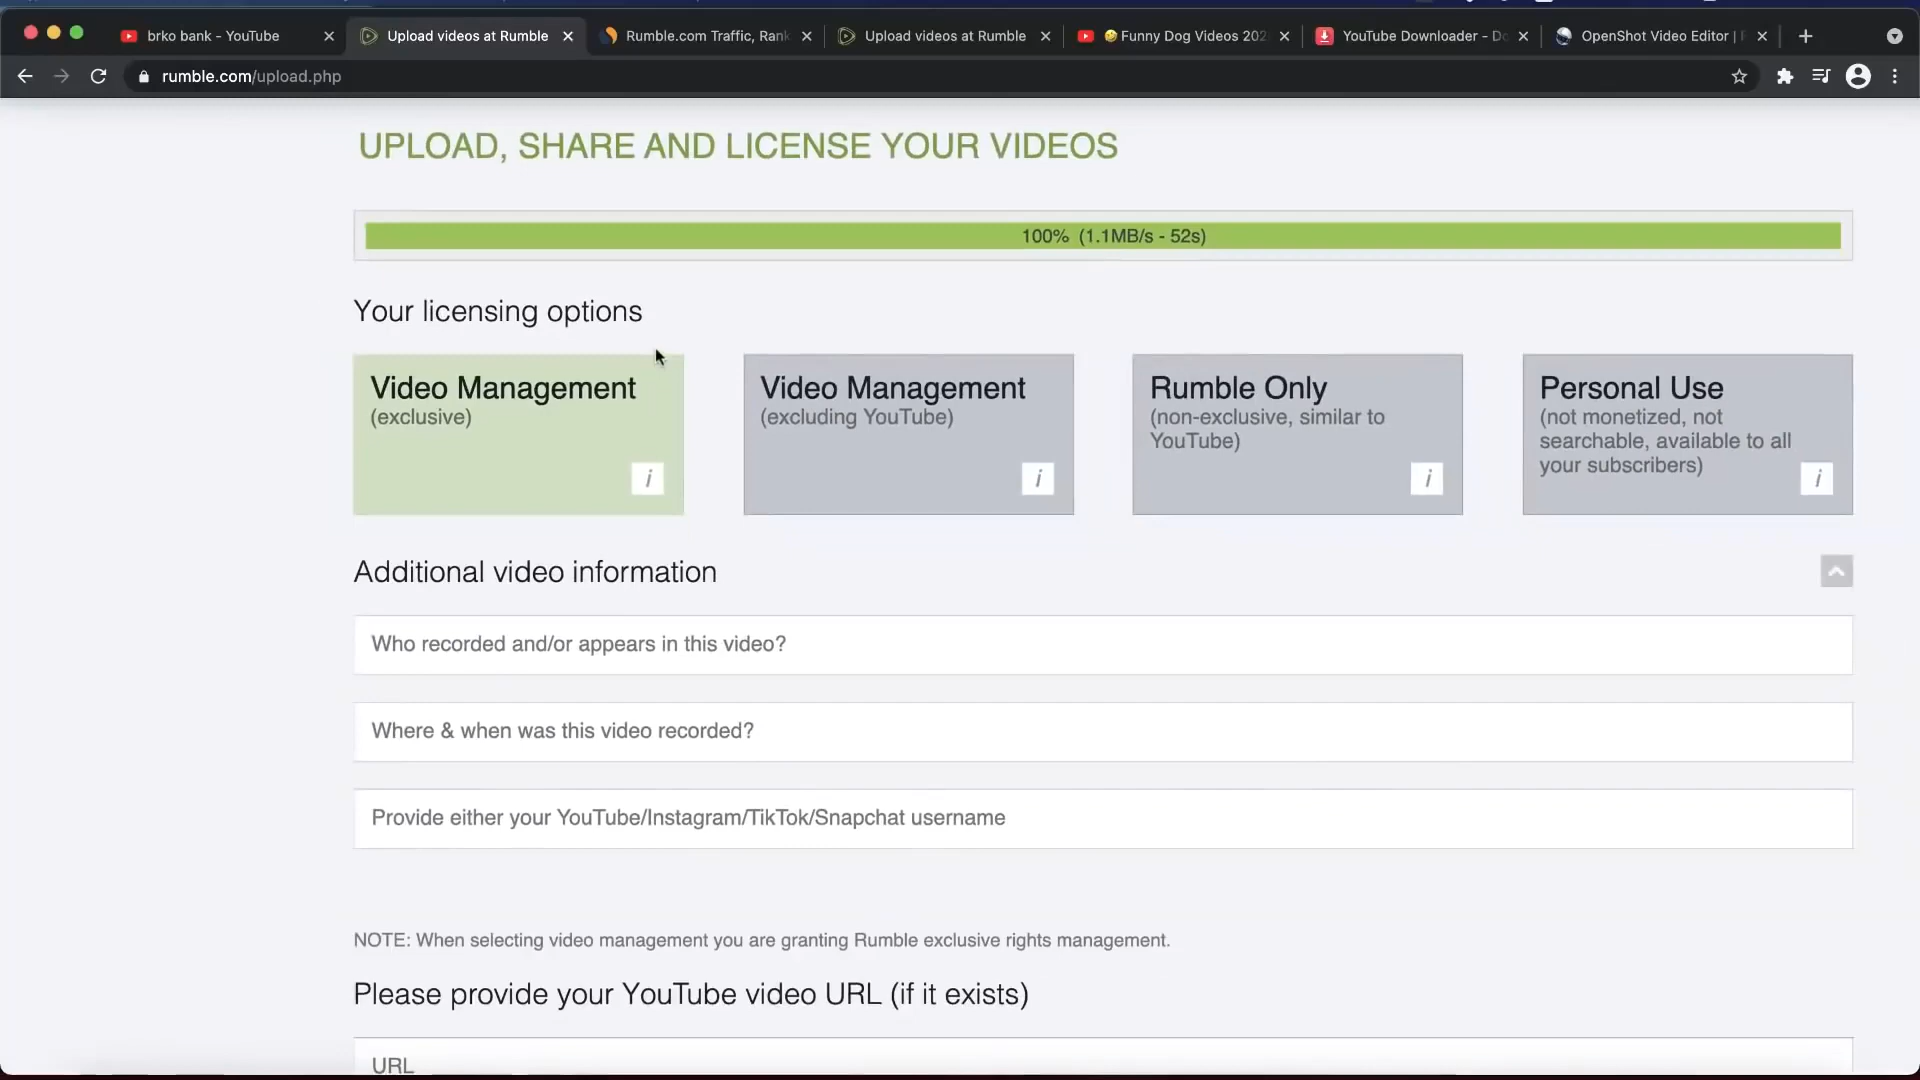 brko bank - YouTube
Upload videos at Rumble
Rumble.com Traffic, Rank
Upload videos at Rumble
Funny Dog Videos 202
YouTube Downloader - Do
OpenShot Video Editor |
rumble.com/upload.php
UPLOAD, SHARE AND LICENSE YOUR VIDEOS
100% (1.1MB/s - 52s)
Your licensing options
Video Management
(exclusive)
i
Video Management
(excluding YouTube)
i
Rumble Only
(non-exclusive, similar to
YouTube)
i
Personal Use
(not monetized, not
searchable, available to all
your subscribers)
i
Additional video information
Who recorded and/or appears in this video?
Where & when was this video recorded?
Provide either your YouTube/Instagram/TikTok/Snapchat username
NOTE: When selecting video management you are granting Rumble exclusive rights management.
Please provide your YouTube video URL (if it exists)
URL